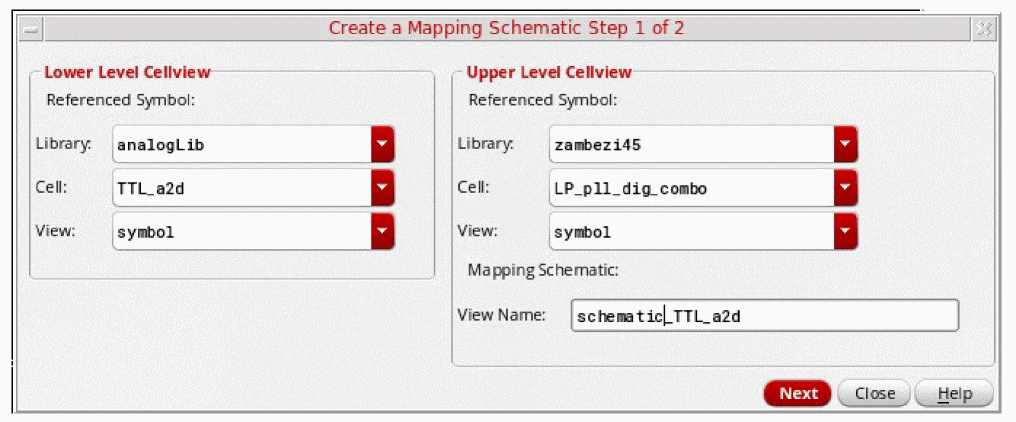 Create a Mapping Schematic Step 1 of 2
Lower Level Cellview
Referenced Symbol:
Library: analogLib
Cell: TTL_a2d
View: symbol
Upper Level Cellview
Referenced Symbol:
Library: zambezi45
Cell: LP_pll_dig_combo
View: symbol
Mapping Schematic:
View Name: schematic_TTL_a2d
Next Close Help